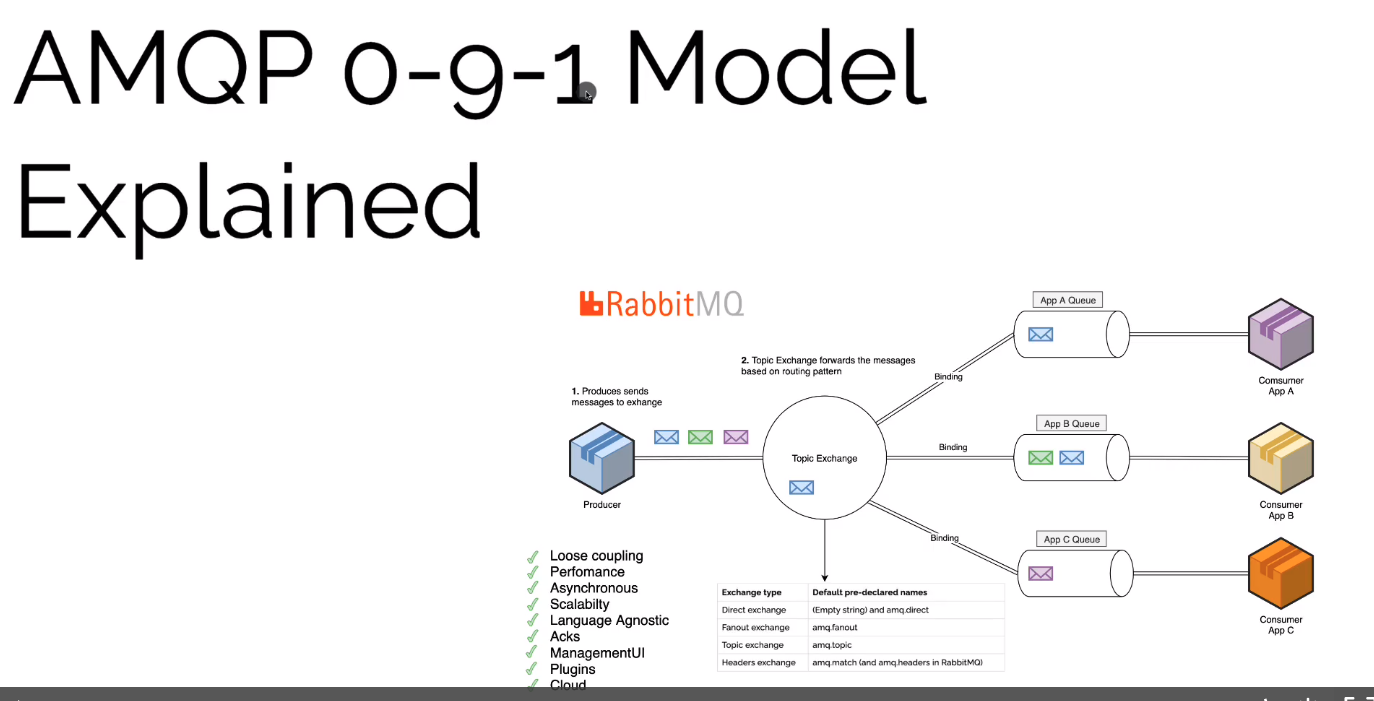 AMQP 0-9-1 Model
Explained
RabbitMQ
1. Produces sends
messages to exhange
2. Topic Exchange forwards the messages
based on routing pattern
Producer
Topic Exchange
Binding
Binding
Binding
App A Queue
App B Queue
App C Queue
Comsumer
App A
Consumer
App B
Consumer
App C
Loose coupling
Perfomance
Asynchronous
Scalabilty
Language Agnostic
Acks
ManagementUI
Plugins
Cloud
Exchange type Default pre-declared names
Direct exchange (Empty string) and amq.direct
Fanout exchange amq.fanout
Topic exchange amq.topic
Headers exchange amq.match (and amq.headers in RabbitMQ)